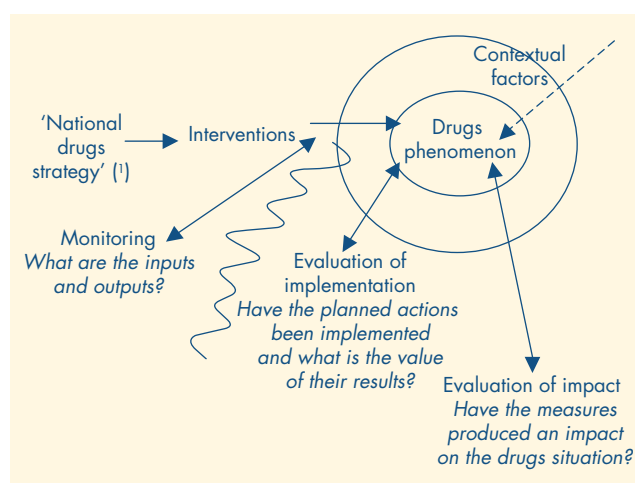 Contextual
factors
'National
drugs
strategy' (¹)
Interventions
Drugs
phenomenon
Monitoring
What are the inputs
and outputs?
Evaluation of
implementation
Have the planned actions
been implemented
and what is the value
of their results?
Evaluation of impact
Have the measures
produced an impact
on the drugs situation?